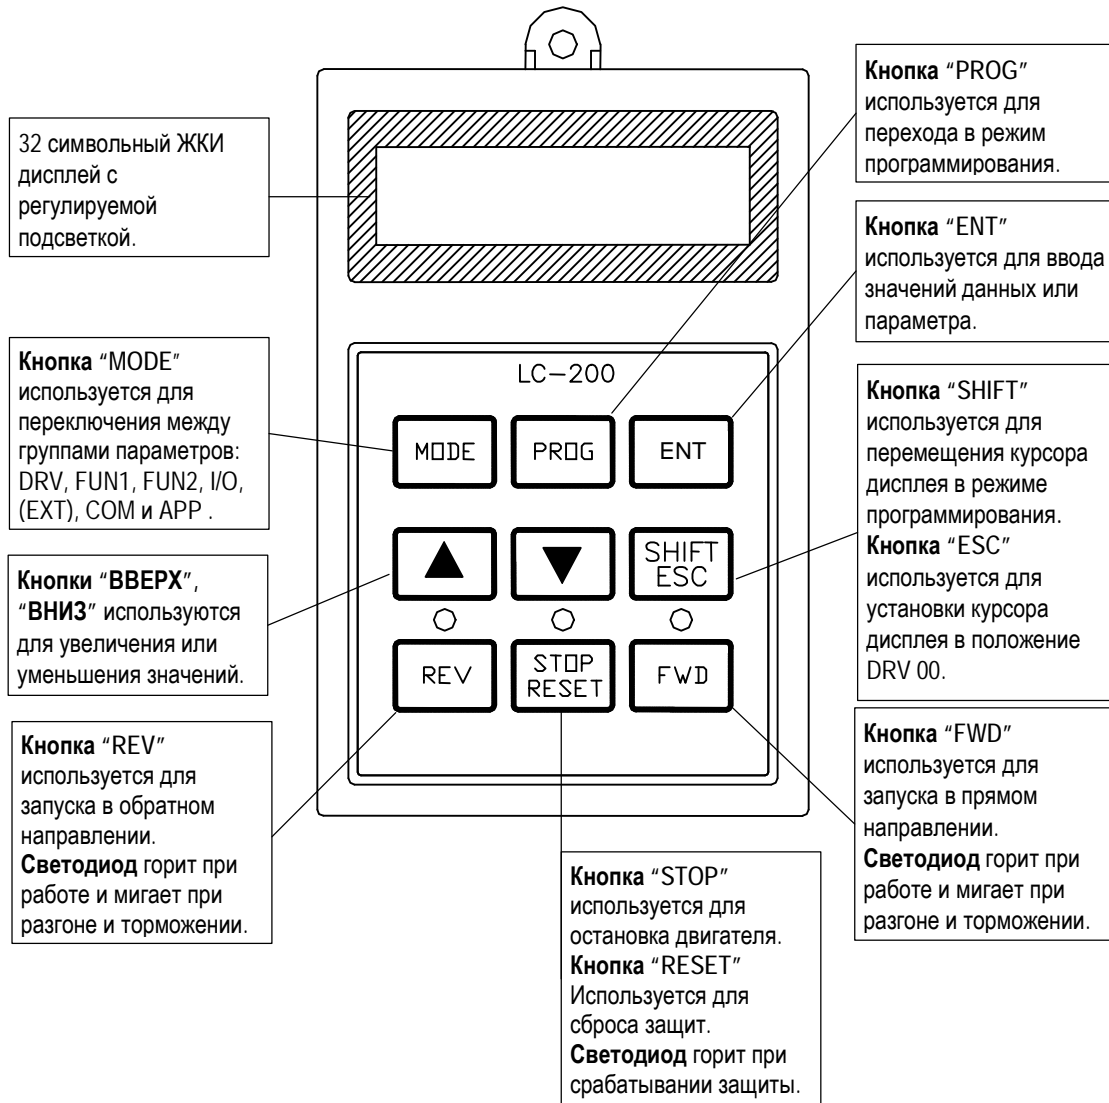 32 символьный ЖКИ
дисплей с
регулируемой
подсветкой.
Кнопка “MODE”
используется для
переключения между
группами параметров:
DRV, FUN1, FUN2, I/O,
(EXT), COM и APP .
Кнопки “ВВЕРХ”,
“ВНИЗ” используются
для увеличения или
уменьшения значений.
Кнопка “REV”
используется для
запуска в обратном
направлении.
Светодиод горит при
работе и мигает при
разгоне и торможении.
LC-200
MODE
PROG
ENT
SHIFT
ESC
REV
STOP
RESET
FWD
Кнопка “STOP”
используется для
остановка двигателя.
Кнопка “RESET”
Используется для
сброса защит.
Светодиод горит при
срабатывании защиты.
Кнопка “PROG”
используется для
перехода в режим
программирования.
Кнопка “ENT”
используется для ввода
значений данных или
параметра.
Кнопка “SHIFT”
используется для
перемещения курсора
дисплея в режиме
программирования.
Кнопка “ESC”
используется для
установки курсора
дисплея в положение
DRV 00.
Кнопка “FWD”
используется для
запуска в прямом
направлении.
Светодиод горит при
работе и мигает при
разгоне и торможении.